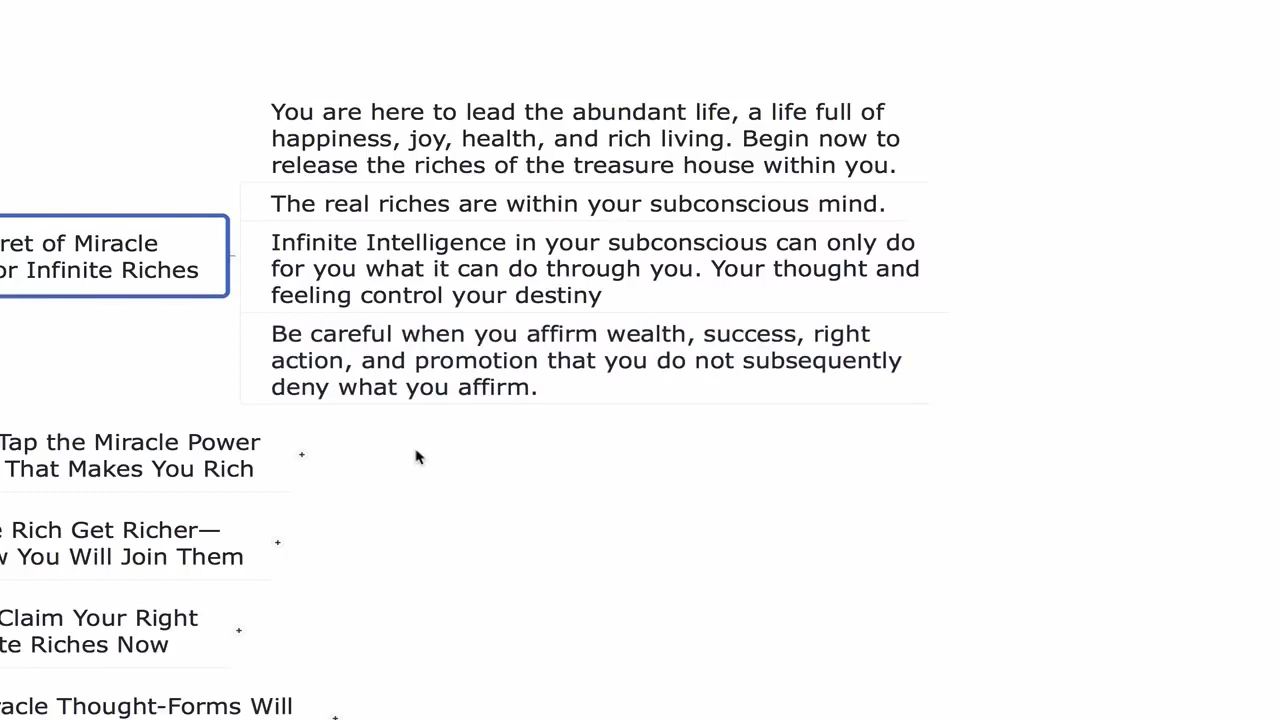 You are here to lead the abundant life, a life full of
happiness, joy, health, and rich living. Begin now to
release the riches of the treasure house within you.
The real riches are within your subconscious mind.
ret of Miracle
or Infinite Riches
Infinite Intelligence in your subconscious can only do
for you what it can do through you. Your thought and
feeling control your destiny
Be careful when you affirm wealth, success, right
action, and promotion that you do not subsequently
deny what you affirm.
Tap the Miracle Power
That Makes You Rich
e Rich Get Richer—
w You Will Join Them
Claim Your Right
te Riches Now
racle Thought-Forms Will